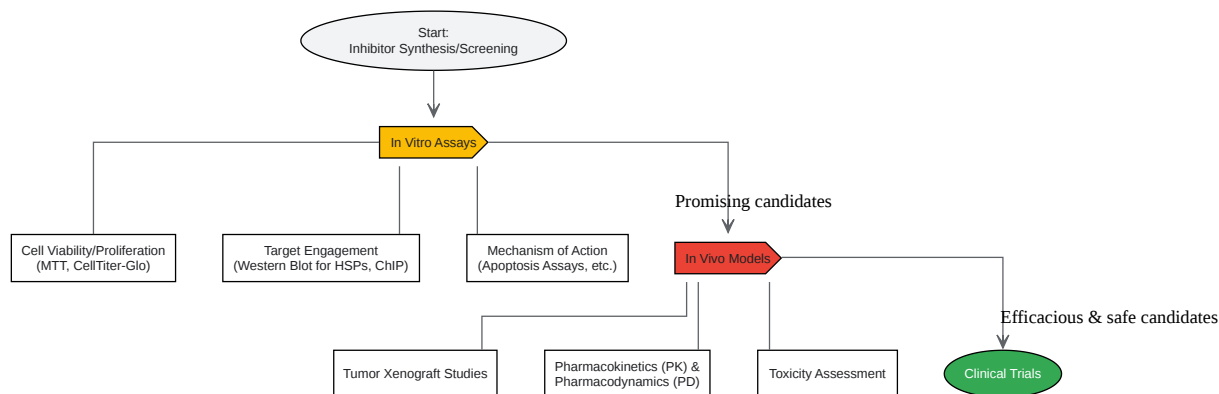 Start:
Inhibitor Synthesis/Screening
In Vitro Assays
Promising candidates
Cell Viability/Proliferation
(MTT, CellTiter-Glo)
Target Engagement
(Western Blot for HSPs, ChIP)
Mechanism of Action
(Apoptosis Assays, etc.)
In Vivo Models
Efficacious & safe candidates
Tumor Xenograft Studies
Pharmacokinetics (PK) &
Pharmacodynamics (PD)
Toxicity Assessment
Clinical Trials